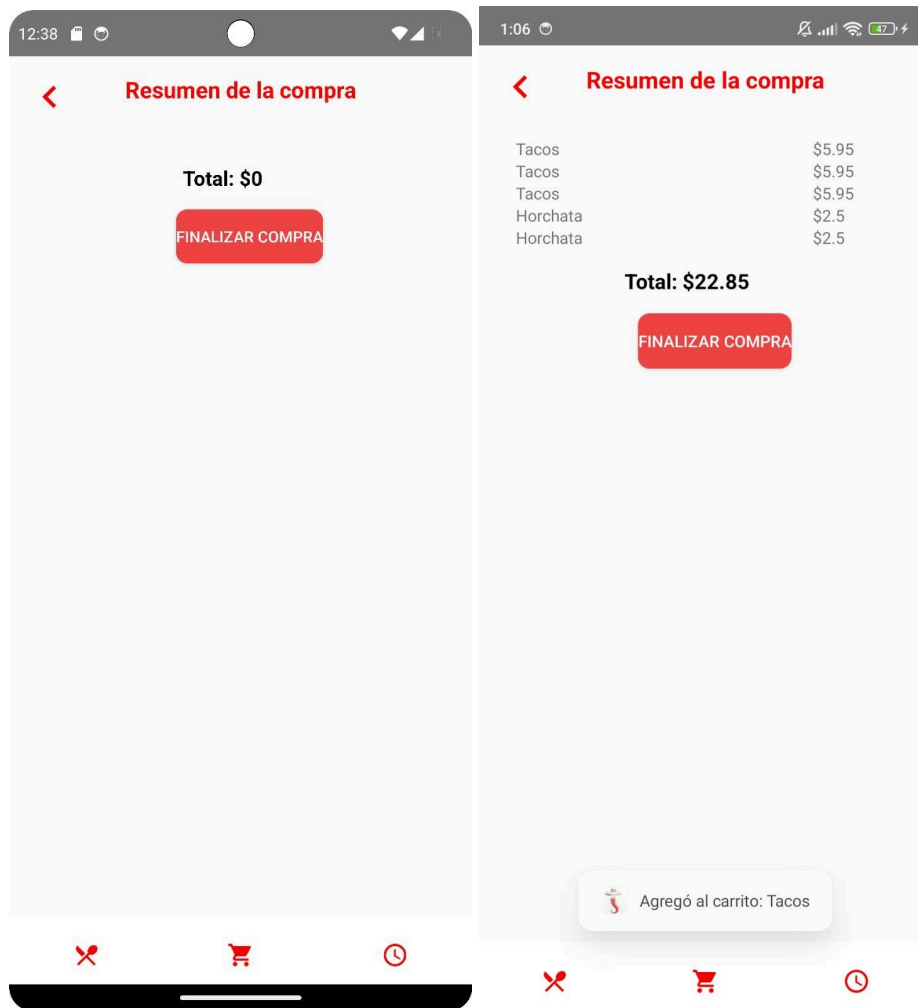 12:38
Resumen de la compra
Total: $0
FINALIZAR COMPRA
1:06
47
Resumen de la compra
Tacos $5.95
Tacos $5.95
Tacos $5.95
Horchata $2.5
Horchata $2.5
Total: $22.85
FINALIZAR COMPRA
Agregó al carrito: Tacos